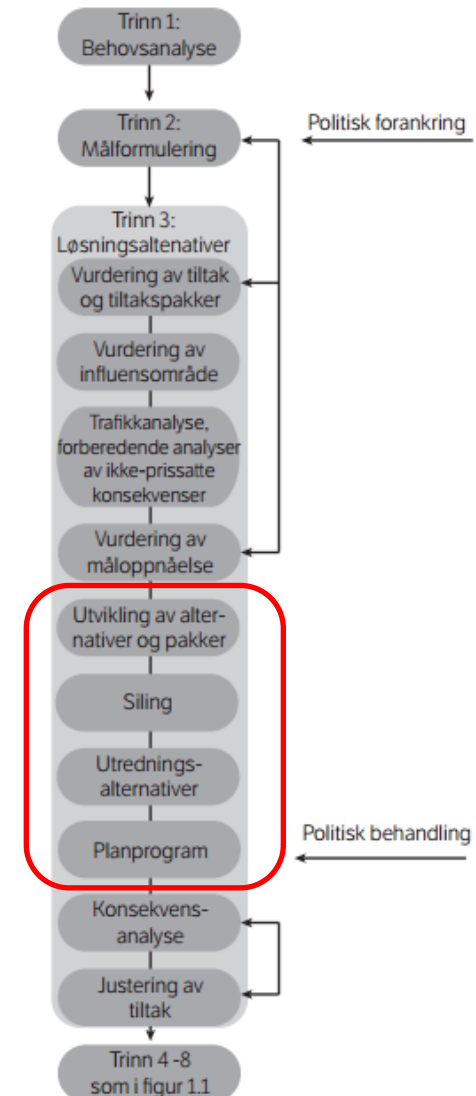 Trinn 1:
Behovsanalyse
Trinn 2:
Målformulering
Politisk forankring
Trinn 3:
Løsningsaltenativer
Vurdering av tiltak
og tiltakspakker
Vurdering av
influensområde
Trafikkanalyse,
forberedende analyser
av ikke-prissatte
konsekvenser
Vurdering av
måloppnåelse
Utvikling av alter-
nativer og pakker
Siling
Utrednings-
alternativer
Planprogram
Politisk behandling
Konsekvens-
analyse
Justering av
tiltak
Trinn 4 -8
som i figur 1.1